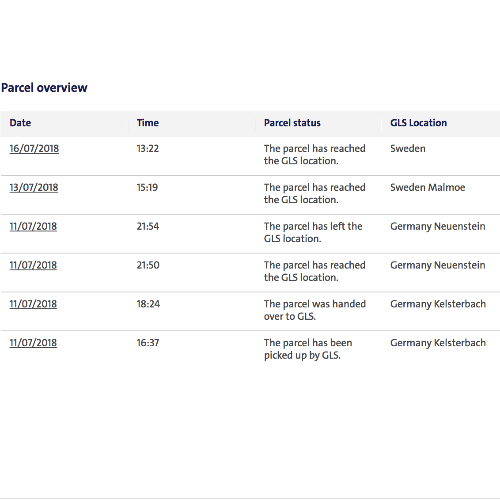 Parcel overview
Date Time Parcel status GLS Location
16/07/2018 13:22 The parcel has reached Sweden
the GLS location.
13/07/2018 15:19 The parcel has reached Sweden Malmoe
the GLS location.
11/07/2018 21:54 The parcel has left the Germany Neuenstein
GLS location.
11/07/2018 21:50 The parcel has reached Germany Neuenstein
the GLS location.
11/07/2018 18:24 The parcel was handed Germany Kelsterbach
over to GLS.
11/07/2018 16:37 The parcel has been Germany Kelsterbach
picked up by GLS.